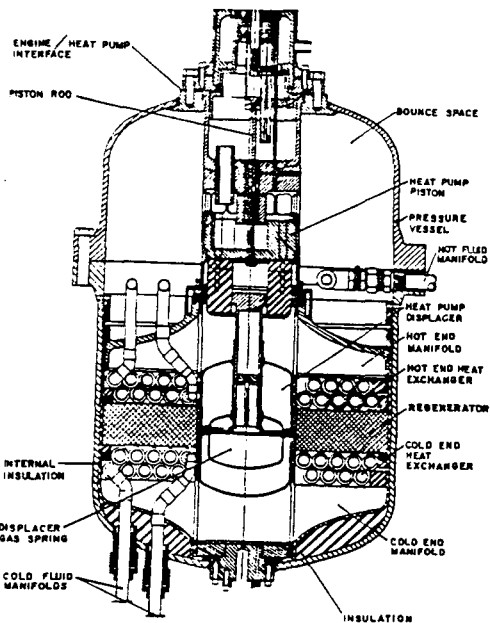 ENGINE / HEAT PUMP
INTERFACE
PISTON ROD
BOUNCE SPACE
HEAT PUMP
PISTON
PRESSURE
VESSEL
HOT FLUID
MANIFOLD
HEAT PUMP
DISPLACER
HOT END
MANIFOLD
HOT END HEAT
EXCHANGER
REGENERATOR
COLD END
HEAT
EXCHANGER
INTERNAL
INSULATION
DISPLACER
GAS SPRING
COLD END
MANIFOLD
COLD FLUID
MANIFOLDS
INSULATION